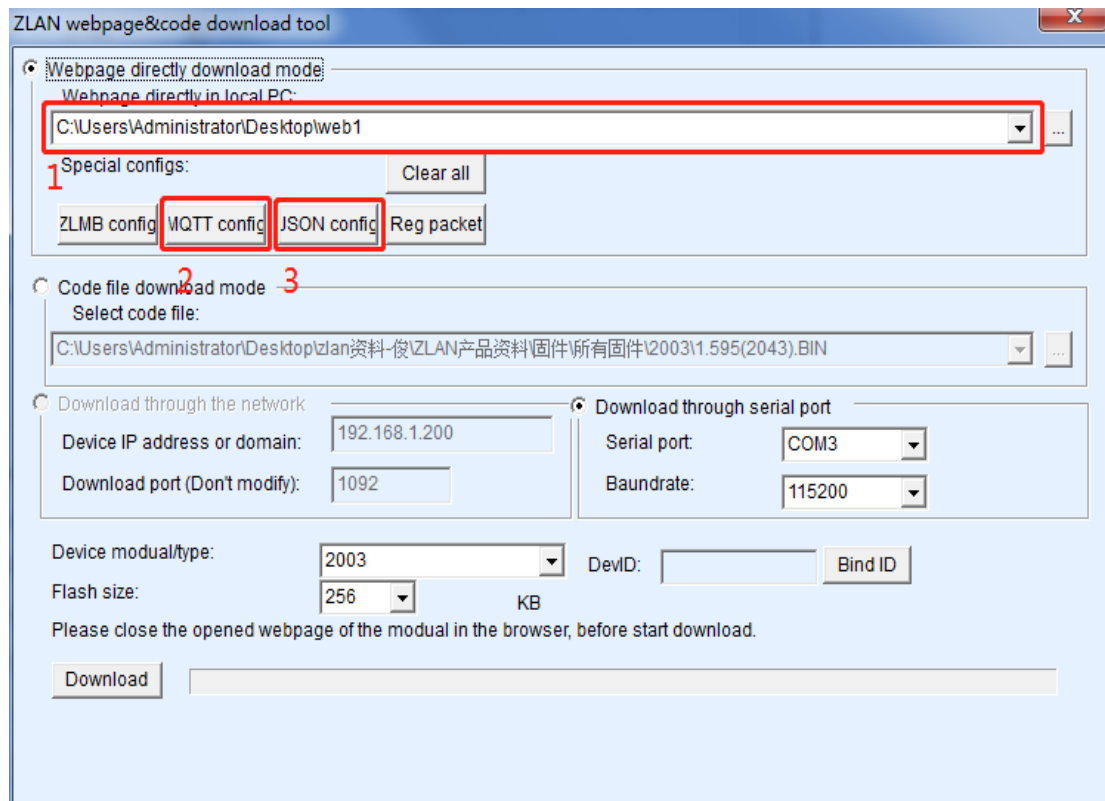 ZLAN webpage&code download tool
X
Webpage directly download mode
Webpage directly in local PC:
C:\Users\Administrator\Desktop\web1
...
1
Special configs:
Clear all
ZLMB config
MQTT config
JSON config
Reg packet
2
3
Code file download mode
Select code file:
C:\Users\Administrator\Desktop\zlan资料-俊\ZLAN产品资料\固件\所有固件\2003\1.595(2043).BIN
...
Download through the network
Device IP address or domain:
192.168.1.200
Download port (Don't modify):
1092
Download through serial port
Serial port:
COM3
Baundrate:
115200
Device modual/type:
2003
DevID:
Bind ID
Flash size:
256
KB
Please close the opened webpage of the modual in the browser, before start download.
Download